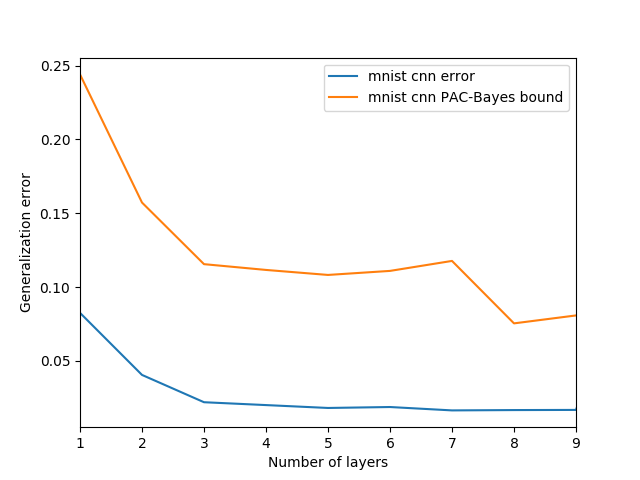 mnist cnn error
mnist cnn PAC-Bayes bound
Generalization error
0.25
0.20
0.15
0.10
0.05
1 2 3 4 5 6 7 8 9
Number of layers